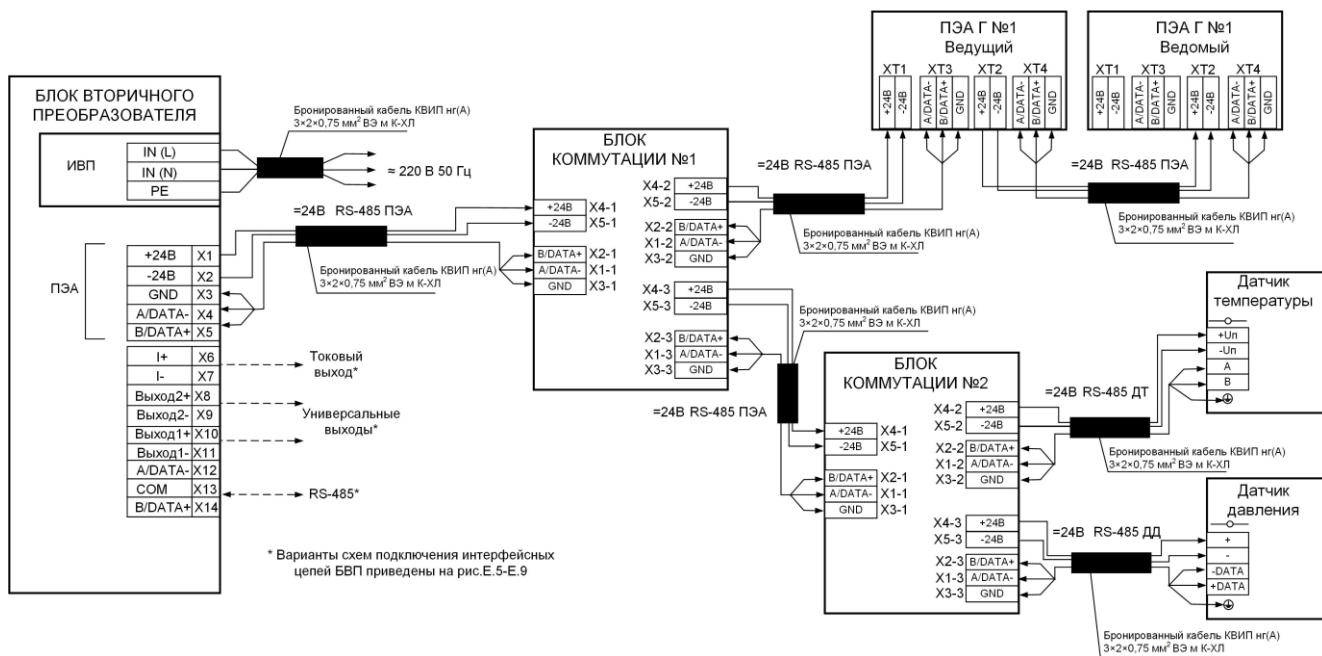 БЛОК ВТОРИЧНОГО
ПРЕОБРАЗОВАТЕЛЯ
ИВП
IN (L)
IN (N)
PE
Бронированный кабель КВИП нг(А)
3×2×0,75 мм² ВЭ м К-ХЛ
≈ 220 В 50 Гц
ПЭА
+24В X1
-24В X2
GND X3
A/DATA- X4
B/DATA+ X5
I+ X6
I- X7
Выход2+ X8
Выход2- X9
Выход1+ X10
Выход1- X11
A/DATA- X12
COM X13
B/DATA+ X14
Токовый
выход*
Универсальные
выходы*
RS-485*
=24В RS-485 ПЭА
Бронированный кабель КВИП нг(А)
3×2×0,75 мм² ВЭ м К-ХЛ
* Варианты схем подключения интерфейсных
цепей БВП приведены на рис.Е.5-Е.9
БЛОК
КОММУТАЦИИ №1
+24В X4-1
-24В X5-1
B/DATA+ X2-1
A/DATA- X1-1
GND X3-1
X4-2 +24В
X5-2 -24В
X2-2 B/DATA+
X1-2 A/DATA-
X3-2 GND
X4-3 +24В
X5-3 -24В
X2-3 B/DATA+
X1-3 A/DATA-
X3-3 GND
=24В RS-485 ПЭА
Бронированный кабель КВИП нг(А)
3×2×0,75 мм² ВЭ м К-ХЛ
ПЭА Г №1
Ведущий
XT1 XT3 XT2 XT4
+24В -24В A/DATA- B/DATA+ GND +24В -24В A/DATA- B/DATA+ GND
=24В RS-485 ПЭА
Бронированный кабель КВИП нг(А)
3×2×0,75 мм² ВЭ м К-ХЛ
ПЭА Г №1
Ведомый
XT1 XT3 XT2 XT4
+24В -24В A/DATA- B/DATA+ GND +24В -24В A/DATA- B/DATA+ GND
Бронированный кабель КВИП нг(А)
3×2×0,75 мм² ВЭ м К-ХЛ
=24В RS-485 ПЭА
БЛОК
КОММУТАЦИИ №2
+24В X4-1
-24В X5-1
B/DATA+ X2-1
A/DATA- X1-1
GND X3-1
X4-2 +24В
X5-2 -24В
X2-2 B/DATA+
X1-2 A/DATA-
X3-2 GND
X4-3 +24В
X5-3 -24В
X2-3 B/DATA+
X1-3 A/DATA-
X3-3 GND
=24В RS-485 ДТ
Бронированный кабель КВИП нг(А)
3×2×0,75 мм² ВЭ м К-ХЛ
Датчик
температуры
+Uп
-Uп
A
B
=24В RS-485 ДД
Бронированный кабель КВИП нг(А)
3×2×0,75 мм² ВЭ м К-ХЛ
Датчик
давления
+
-
-DATA
+DATA